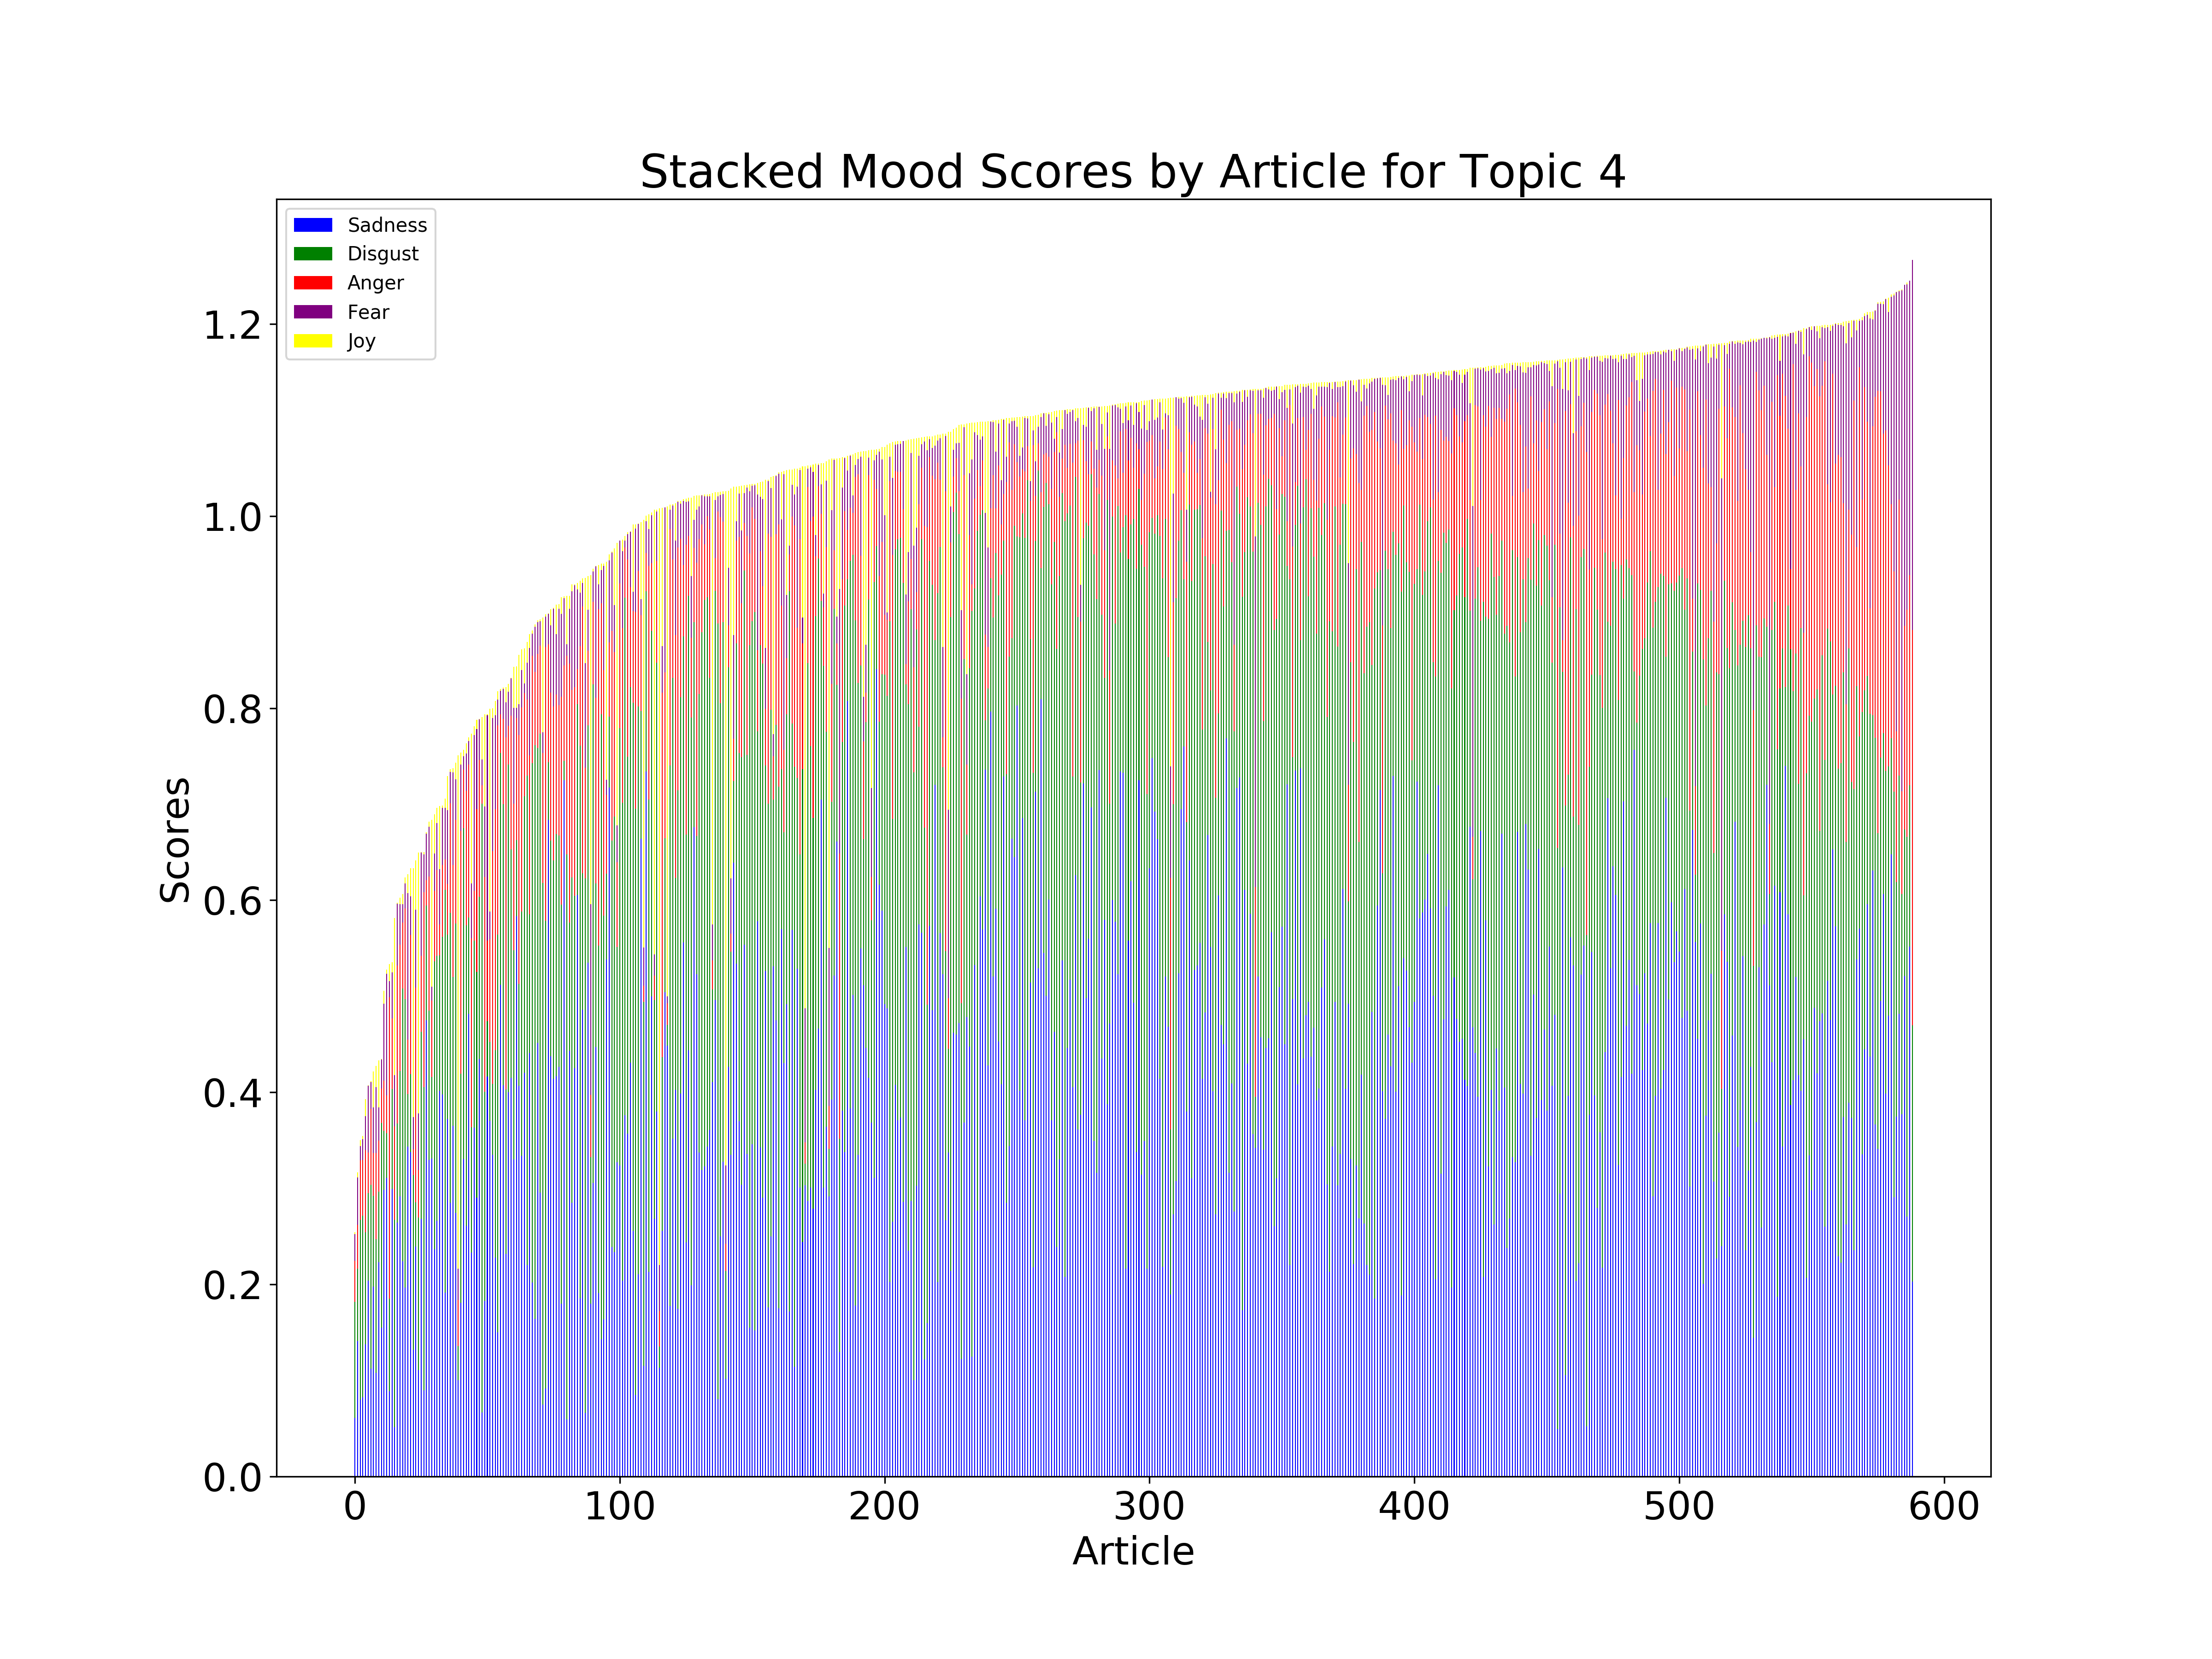 Stacked Mood Scores by Article for Topic 4
Sadness
Disgust
Anger
Fear
Joy
1.2
1.0
0.8
0.6
0.4
0.2
0.0
Scores
0 100 200 300 400 500 600
Article